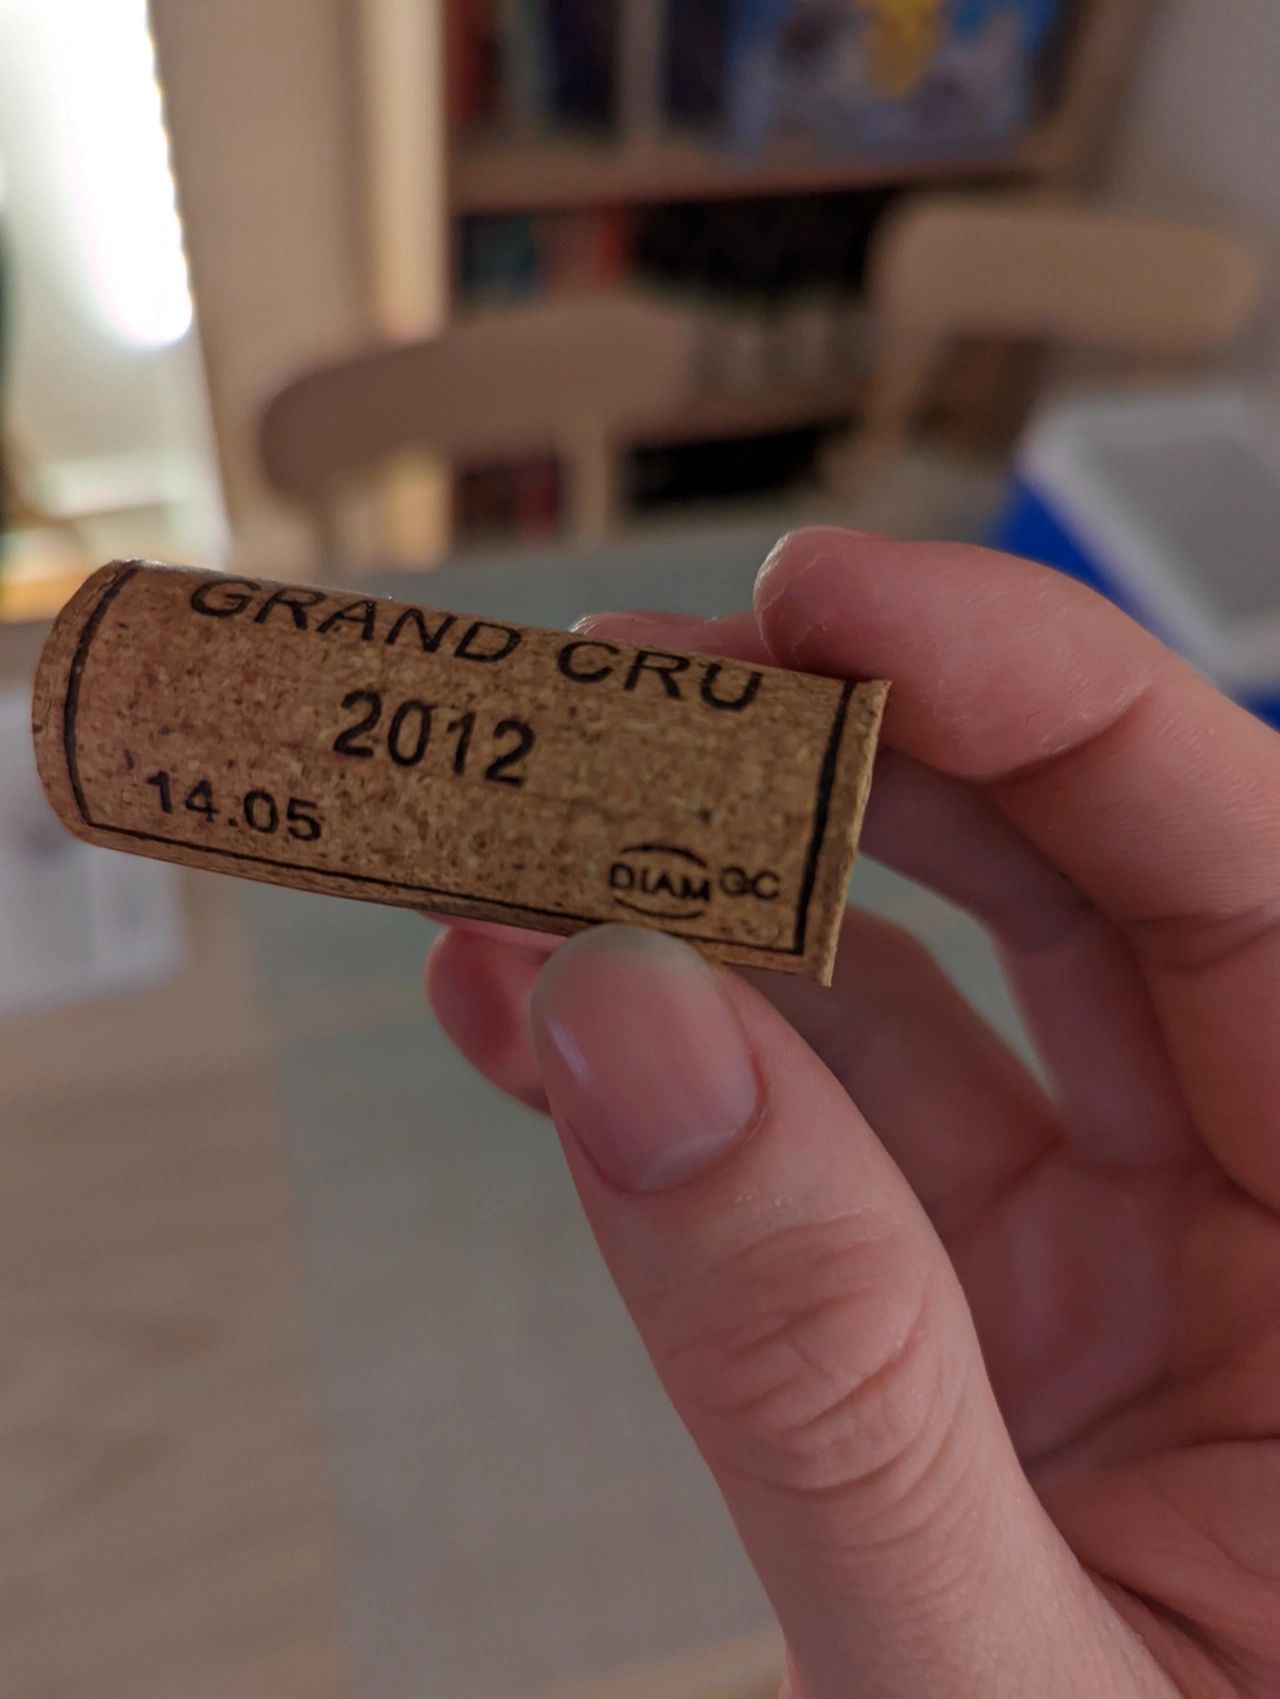 GRAND CRU
2012
14.05
DIAM GC